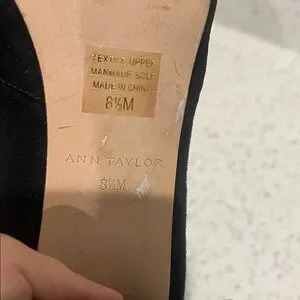 TEXTILE UPPER
MANMADE SOLE
MADE IN CHINA
8½M
ANN TAYLOR
8½M